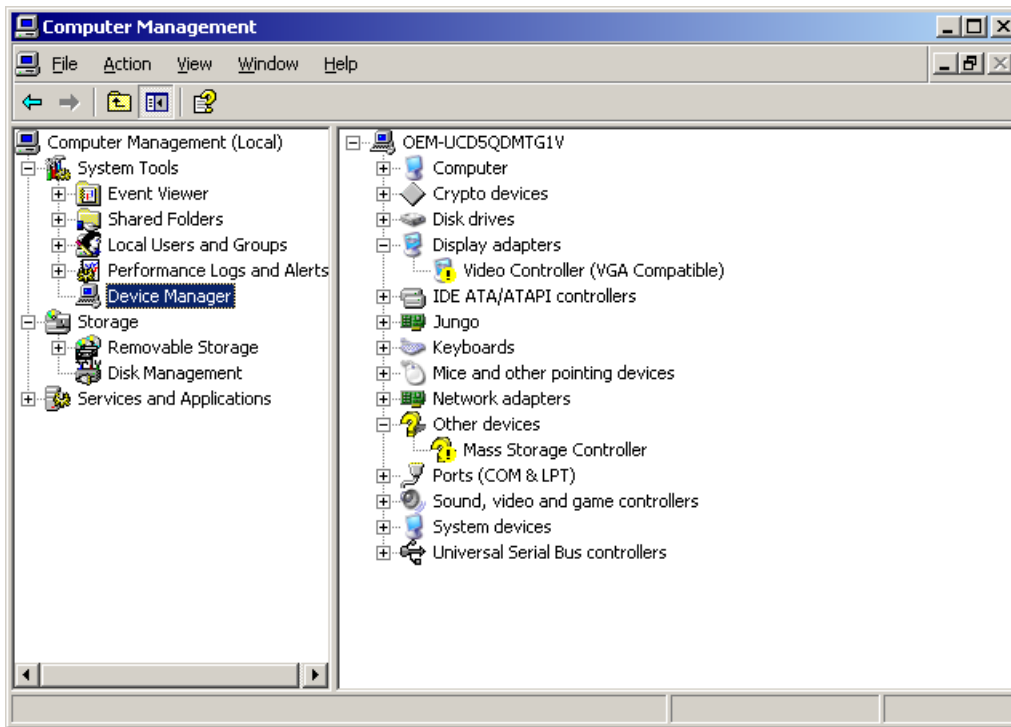 Computer Management
File Action View Window Help
Computer Management (Local)
System Tools
Event Viewer
Shared Folders
Local Users and Groups
Performance Logs and Alerts
Device Manager
Storage
Removable Storage
Disk Management
Services and Applications
OEM-UCD5QDMTG1V
Computer
Crypto devices
Disk drives
Display adapters
Video Controller (VGA Compatible)
IDE ATA/ATAPI controllers
Jungo
Keyboards
Mice and other pointing devices
Network adapters
Other devices
Mass Storage Controller
Ports (COM & LPT)
Sound, video and game controllers
System devices
Universal Serial Bus controllers